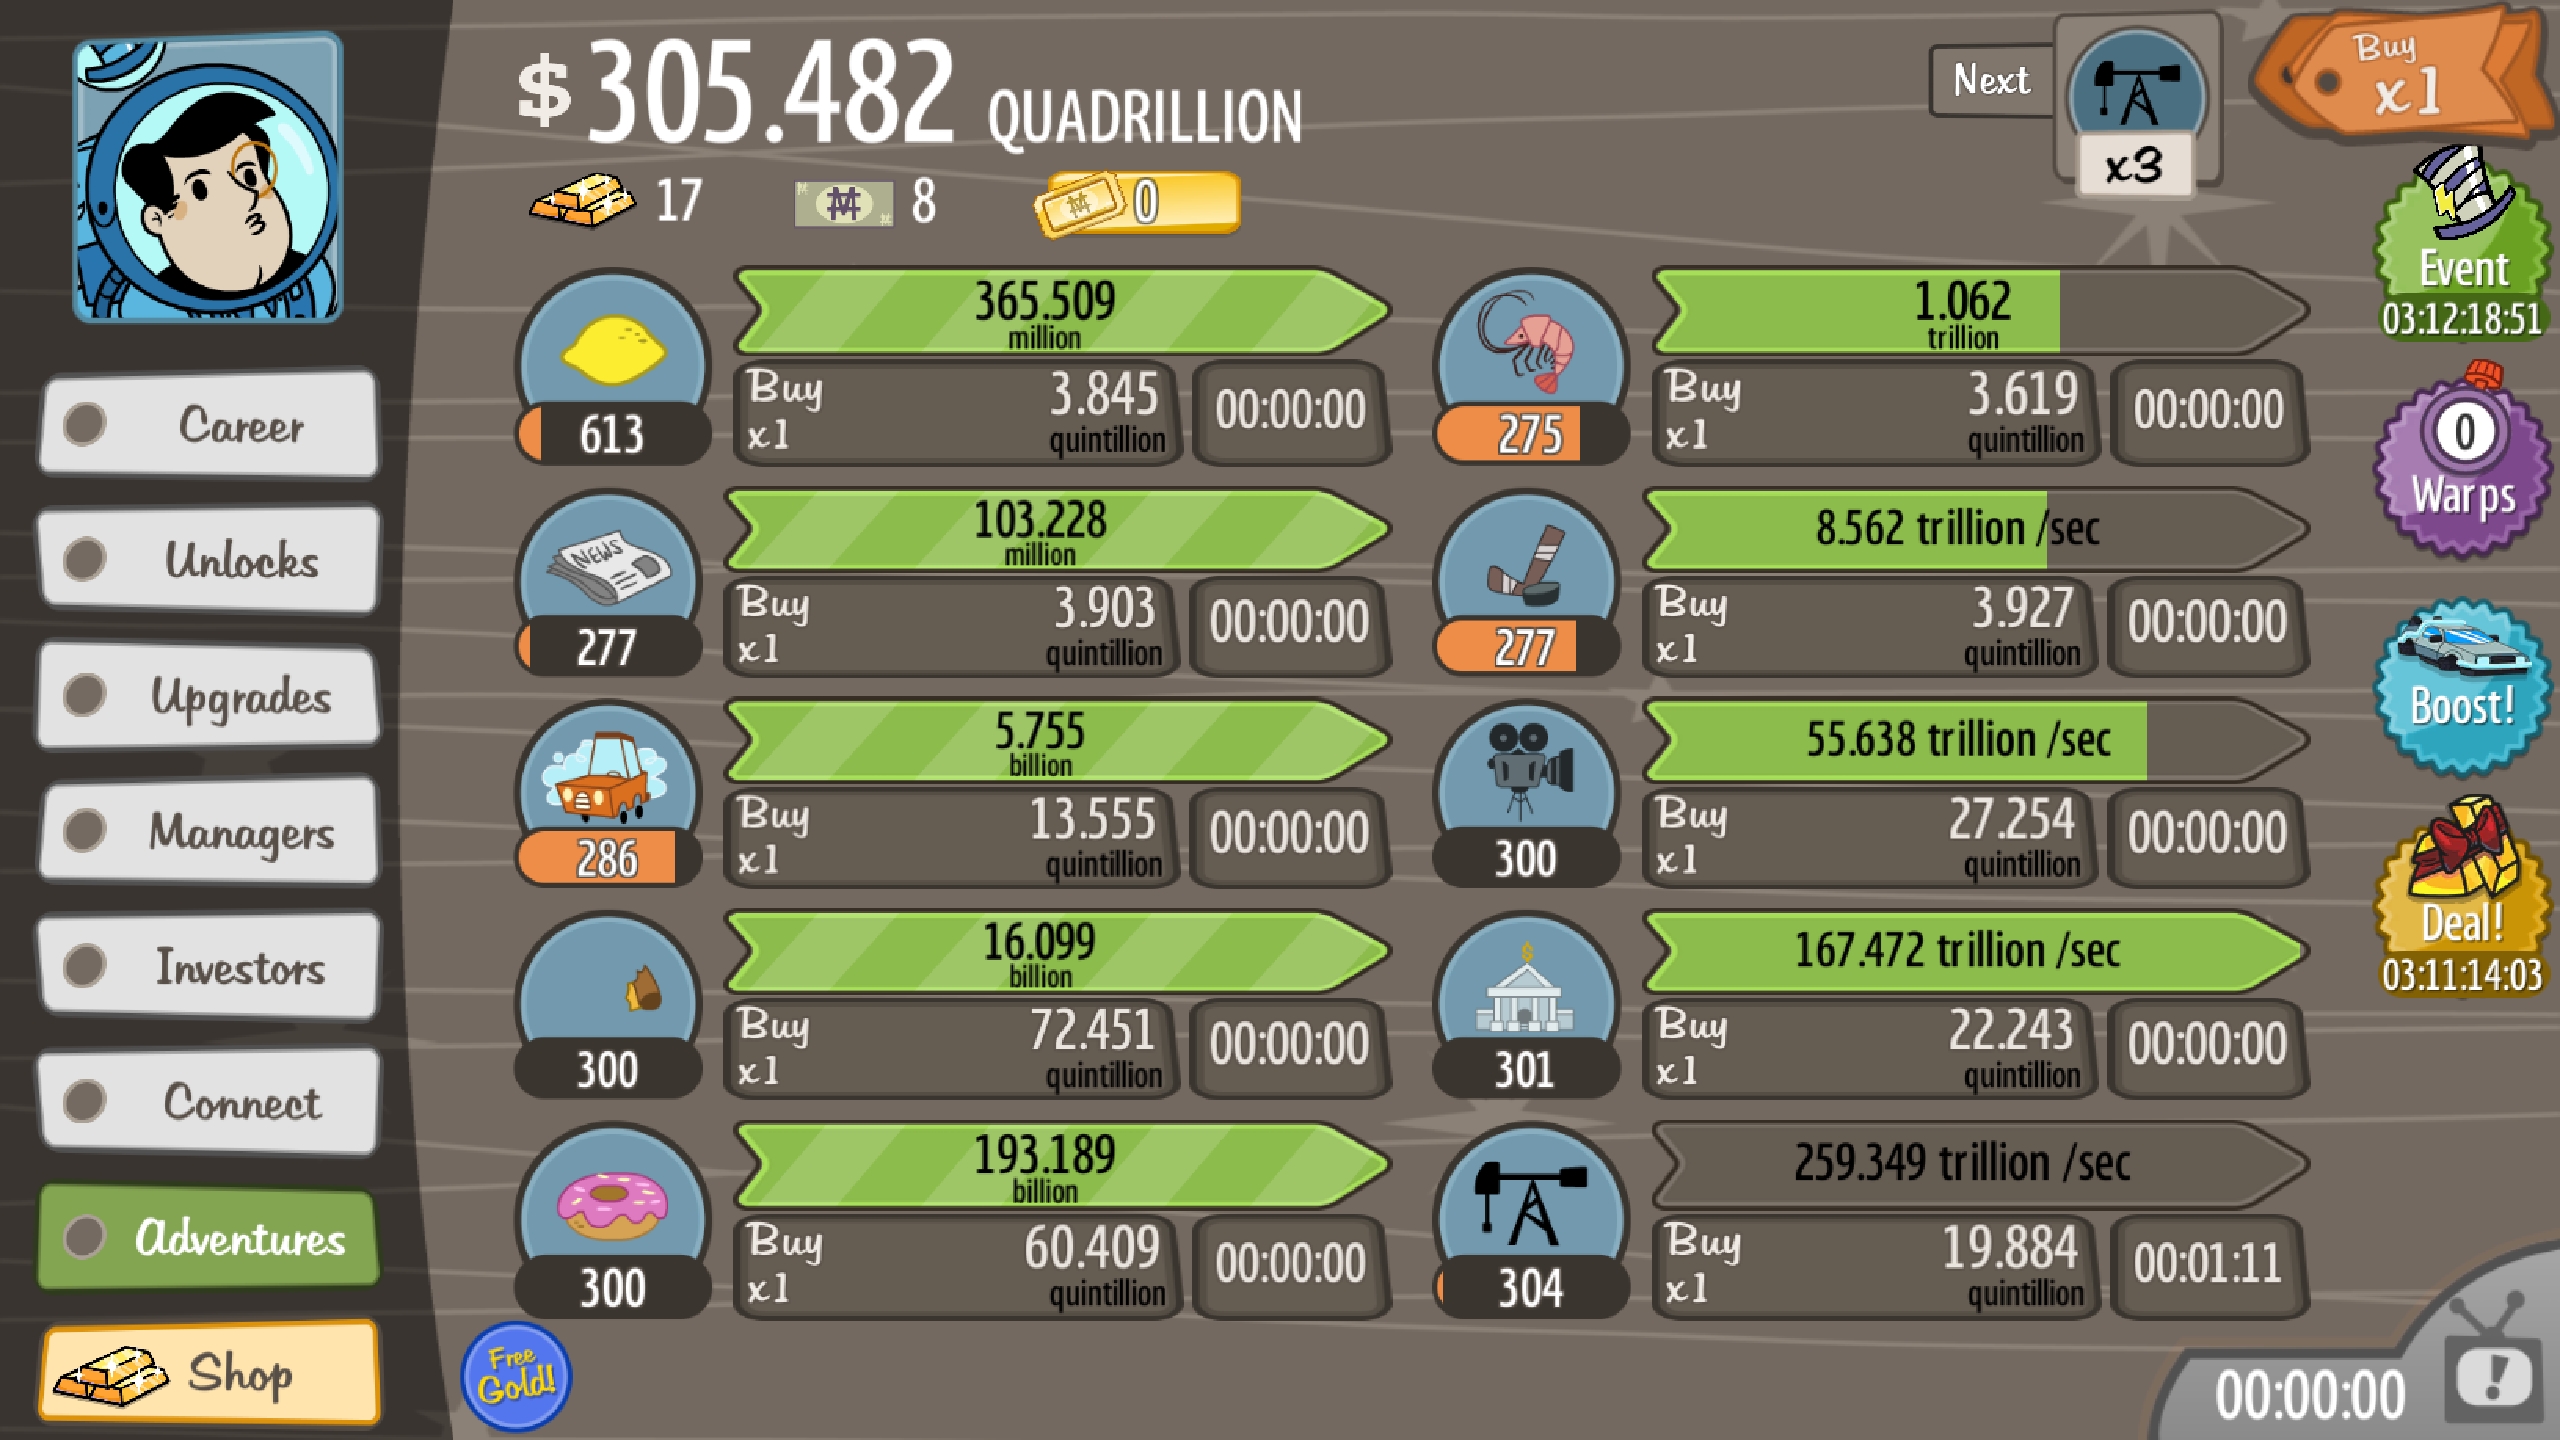 $ 305.482 QUADRILLION
Next
x3
Buy
x1
17
8
0
Event
03:12:18:51
0
Warps
Boost!
Deal!
03:11:14:03
Career
Unlocks
Upgrades
Managers
Investors
Connect
Adventures
Shop
365.509
million
613
Buy
x1
3.845
quintillion
00:00:00
NEWS
103.228
million
277
Buy
x1
3.903
quintillion
00:00:00
5.755
billion
286
Buy
x1
13.555
quintillion
00:00:00
16.099
billion
300
Buy
x1
72.451
quintillion
00:00:00
193.189
billion
300
Buy
x1
60.409
quintillion
00:00:00
1.062
trillion
275
Buy
x1
3.619
quintillion
00:00:00
8.562 trillion /sec
277
Buy
x1
3.927
quintillion
00:00:00
55.638 trillion /sec
300
Buy
x1
27.254
quintillion
00:00:00
167.472 trillion /sec
301
Buy
x1
22.243
quintillion
00:00:00
259.349 trillion /sec
304
Buy
x1
19.884
quintillion
00:01:11
Free
Gold!
00:00:00
!